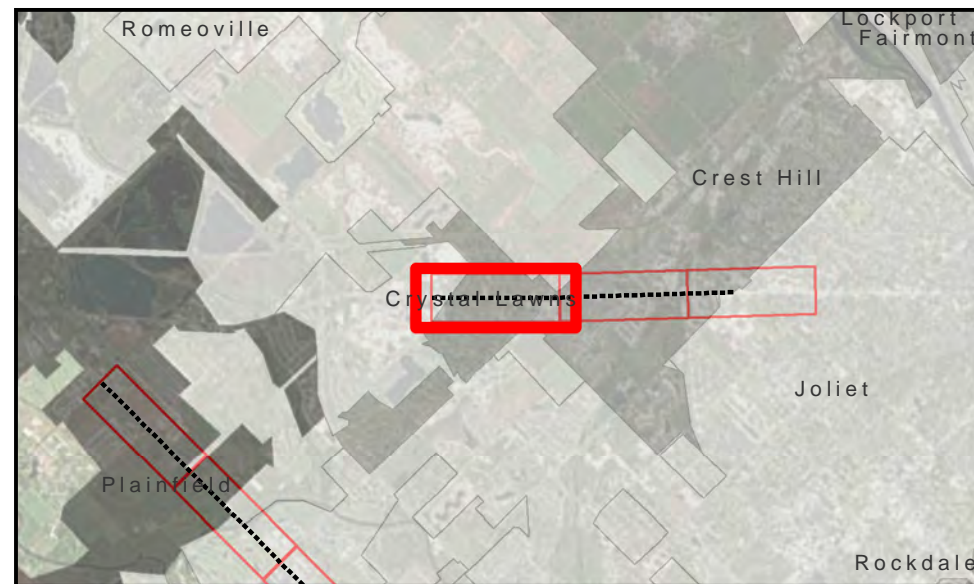 Romeoville
Lockport
Fairmont
Crest Hill
Crystal Lawns
Joliet
Plainfield
Rockdale